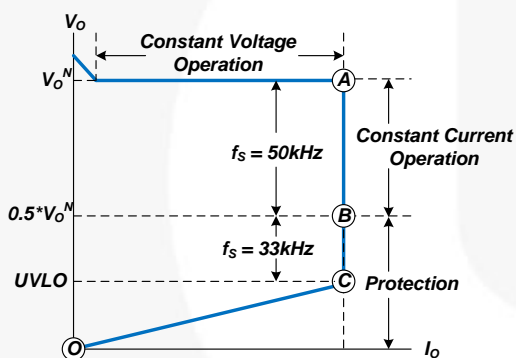 V_O
Constant Voltage
Operation
V_O^N
A
f_S = 50kHz
Constant Current
Operation
0.5*V_O^N
B
f_S = 33kHz
UVLO
C
Protection
O
I_O